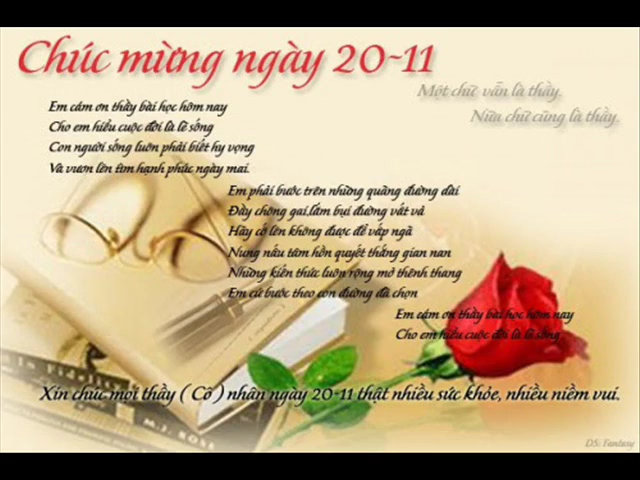 Chúc mừng ngày 20-11
Một chữ vẫn là thầy.
Nửa chữ cũng là thầy.
Em cám ơn thầy bài học hôm nay
Cho em hiểu cuộc đời là lẽ sống
Con người sống luôn phải biết hy vọng
Và vươn lên tìm hạnh phúc ngày mai.
Em phải bước trên những quãng đường dài
Đầy chông gai,lấm bụi đường vất vả
Hãy cố lên không được để vấp ngã
Nung nấu tâm hồn quyết thắng gian nan
Những kiến thức luôn rộng mở thênh thang
Em cứ bước theo con đường đã chọn
Em cám ơn thầy bài học hôm nay
Cho em hiểu cuộc đời là lẽ sống
Xin chúc mọi thầy ( Cô ) nhân ngày 20-11 thật nhiều sức khỏe, nhiều niềm vui.
M.J. ROSE
DS: Fantasy